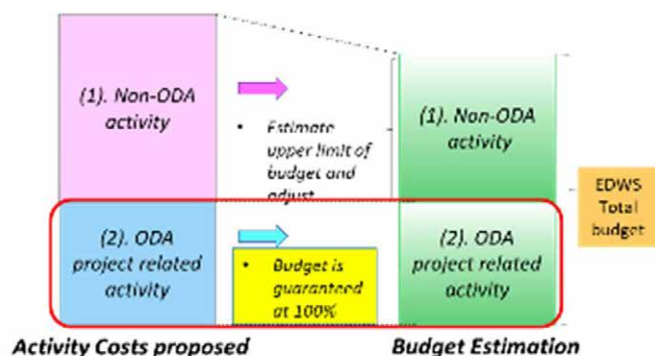 (1). Non-ODA
activity
• Estimate
upper limit of
budget and
adjust
(1). Non-ODA
activity
EDWS
Total
budget
(2). ODA
project related
activity
• Budget is
guaranteed
at 100%
(2). ODA
project related
activity
Activity Costs proposed
Budget Estimation